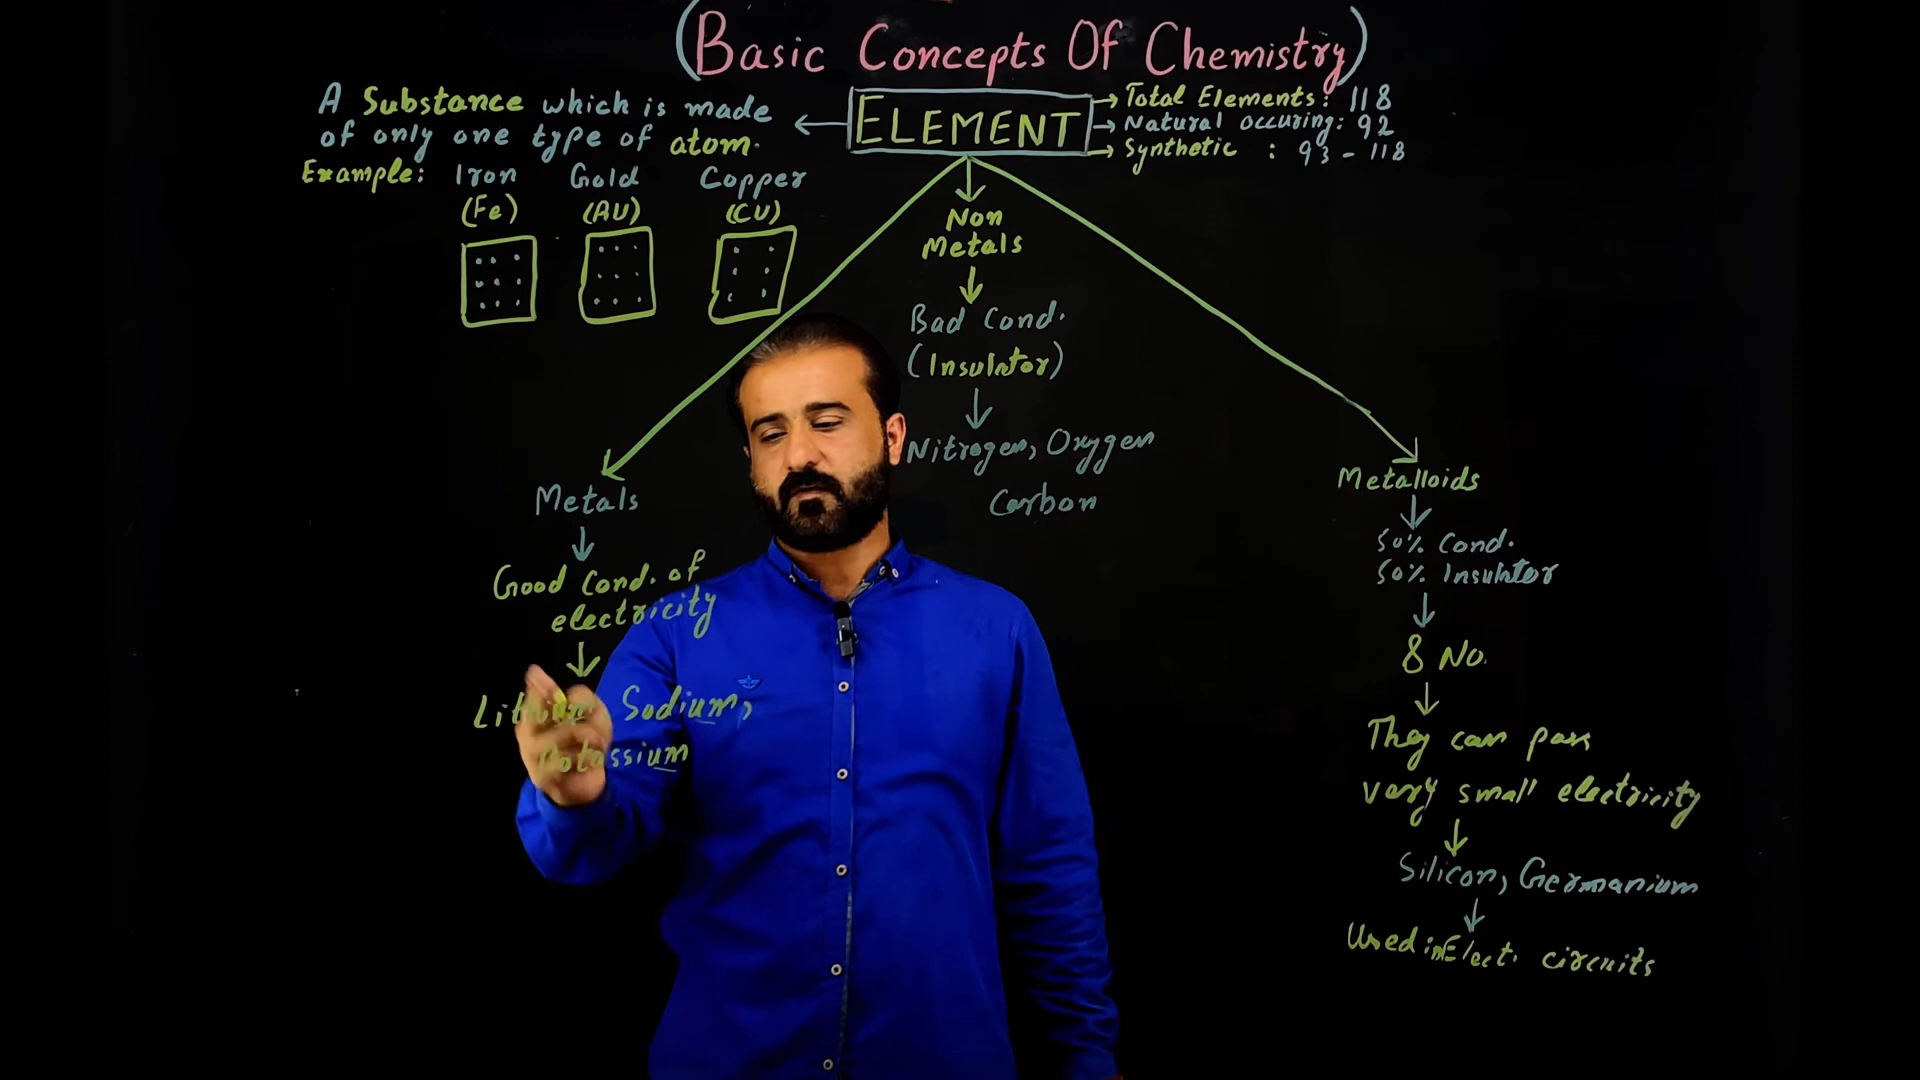 (Basic Concepts Of Chemistry)
A Substance which is made
of only one type of atom.
Example: Iron Gold Copper
(Fe) (AU) (CU)
ELEMENT
Total Elements: 118
Natural occuring: 92
Synthetic : 93 - 118
Non
Metals
Bad Cond.
(Insulator)
Nitrogen, Oxygen
Carbon
Metals
Good Cond. of
electricity
Lithium, Sodium,
Potassium
Metalloids
50% Cond.
50% Insulator
8 No.
They can pass
very small electricity
Silicon, Germanium
Used in Elect. circuits